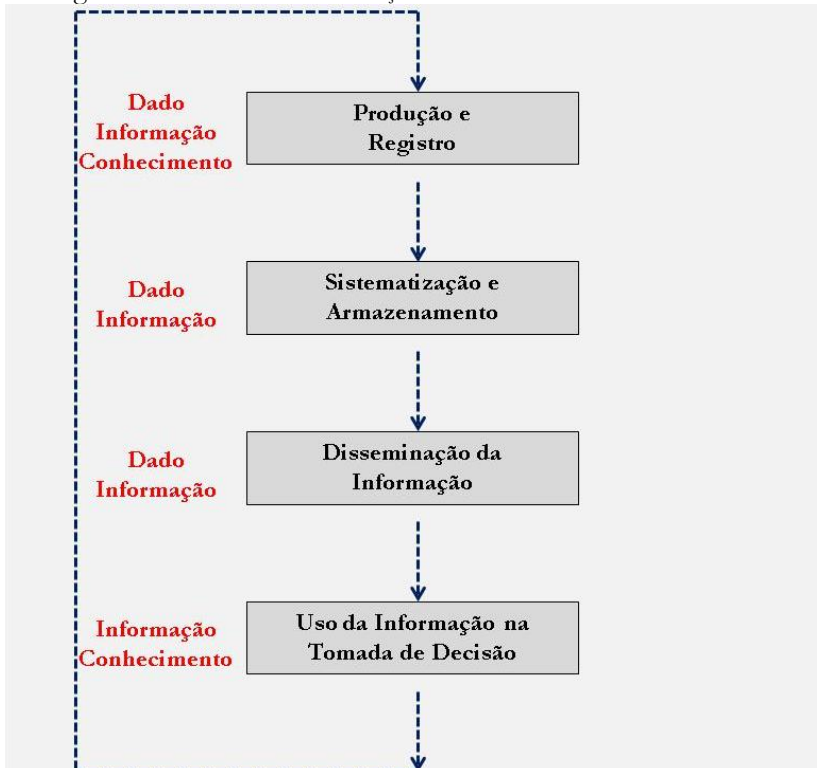 Dado
Informação
Conhecimento
Produção e
Registro
Dado
Informação
Sistematização e
Armazenamento
Dado
Informação
Disseminação da
Informação
Informação
Conhecimento
Uso da Informação na
Tomada de Decisão